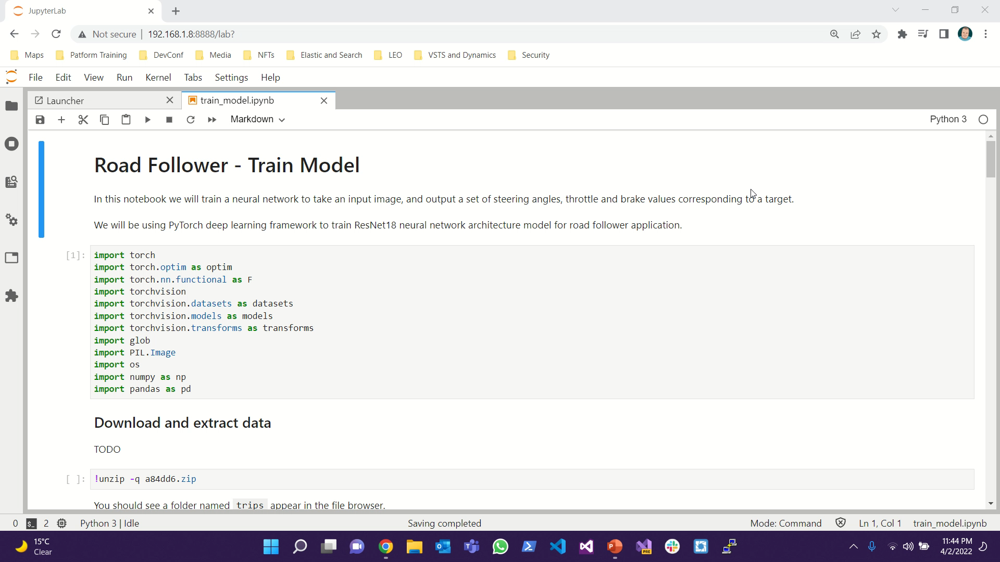 JupyterLab
Not secure | 192.168.1.8:8888/lab?
Maps Patform Training DevConf Media NFTs Elastic and Search LEO VSTS and Dynamics Security
File Edit View Run Kernel Tabs Settings Help
Launcher train_model.ipynb
Markdown Python 3
Road Follower - Train Model
In this notebook we will train a neural network to take an input image, and output a set of steering angles, throttle and brake values corresponding to a target.
We will be using PyTorch deep learning framework to train ResNet18 neural network architecture model for road follower application.
[1]: import torch
import torch.optim as optim
import torch.nn.functional as F
import torchvision
import torchvision.datasets as datasets
import torchvision.models as models
import torchvision.transforms as transforms
import glob
import PIL.Image
import os
import numpy as np
import pandas as pd
Download and extract data
TODO
[ ]: !unzip -q a84dd6.zip
You should see a folder named trips appear in the file browser.
0 $_ 2 Python 3 | Idle Saving completed Mode: Command Ln 1, Col 1 train_model.ipynb
15°C
Clear
PRE
11:44 PM
4/2/2022